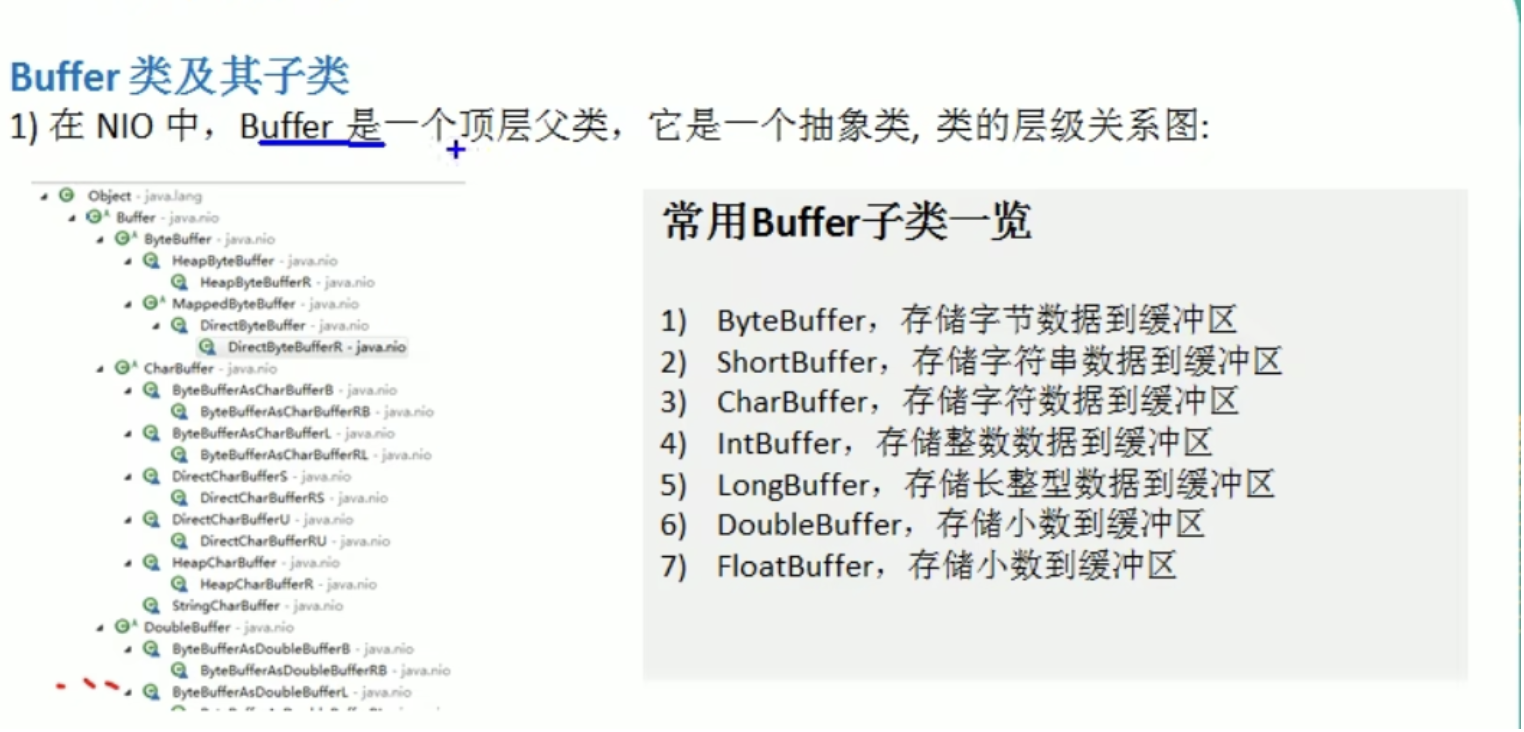 Buffer 类及其子类
1) 在 NIO 中，Buffer 是一个顶层父类，它是一个抽象类, 类的层级关系图:
Object - java.lang
Buffer - java.nio
ByteBuffer - java.nio
HeapByteBuffer - java.nio
HeapByteBufferR - java.nio
MappedByteBuffer - java.nio
DirectByteBuffer - java.nio
DirectByteBufferR - java.nio
CharBuffer - java.nio
ByteBufferAsCharBufferB - java.nio
ByteBufferAsCharBufferRB - java.nio
ByteBufferAsCharBufferL - java.nio
ByteBufferAsCharBufferRL - java.nio
DirectCharBufferS - java.nio
DirectCharBufferRS - java.nio
DirectCharBufferU - java.nio
DirectCharBufferRU - java.nio
HeapCharBuffer - java.nio
HeapCharBufferR - java.nio
StringCharBuffer - java.nio
DoubleBuffer - java.nio
ByteBufferAsDoubleBufferB - java.nio
ByteBufferAsDoubleBufferRB - java.nio
ByteBufferAsDoubleBufferL - java.nio
常用Buffer子类一览
1) ByteBuffer，存储字节数据到缓冲区
2) ShortBuffer，存储字符串数据到缓冲区
3) CharBuffer，存储字符数据到缓冲区
4) IntBuffer，存储整数数据到缓冲区
5) LongBuffer，存储长整型数据到缓冲区
6) DoubleBuffer，存储小数到缓冲区
7) FloatBuffer，存储小数到缓冲区